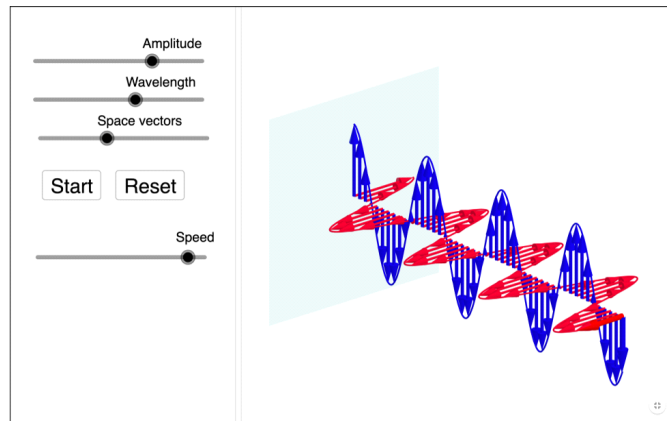 Amplitude
Wavelength
Space vectors
Start Reset
Speed